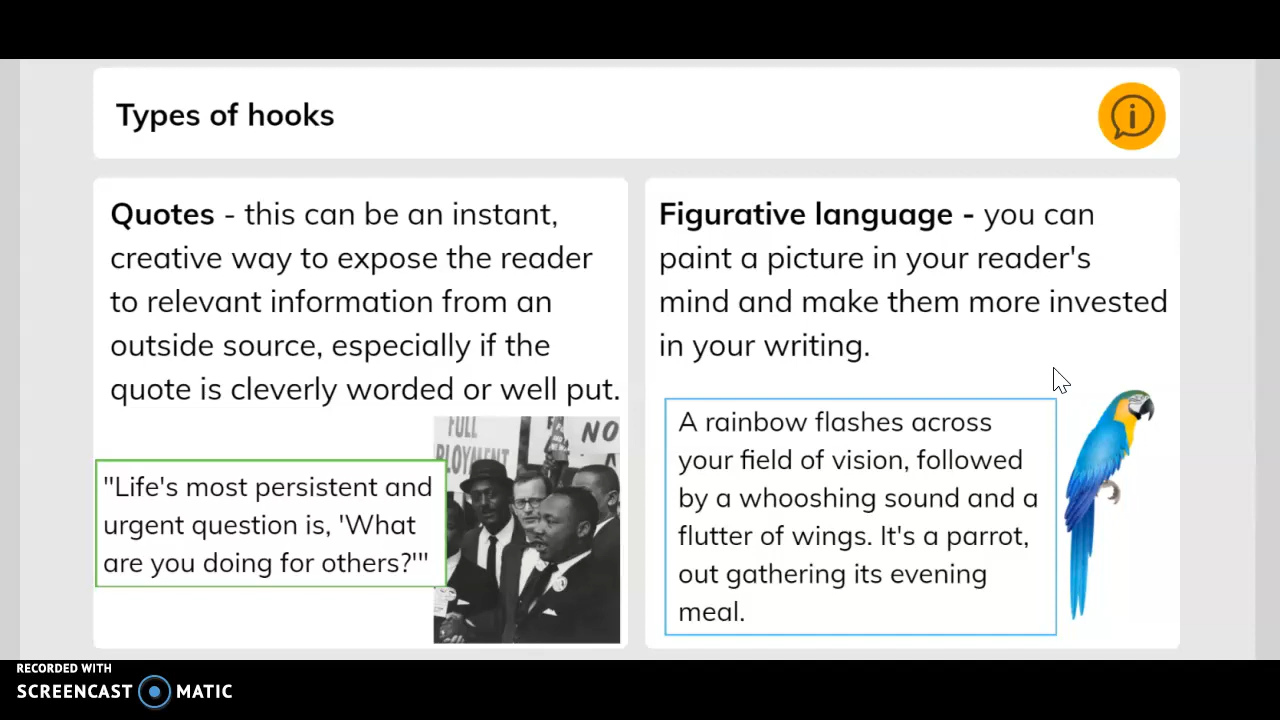 Types of hooks
i
Quotes - this can be an instant,
creative way to expose the reader
to relevant information from an
outside source, especially if the
quote is cleverly worded or well put.
FULL
PLOYMENT
NO
"Life's most persistent and
urgent question is, 'What
are you doing for others?'"
Figurative language - you can
paint a picture in your reader's
mind and make them more invested
in your writing.
A rainbow flashes across
your field of vision, followed
by a whooshing sound and a
flutter of wings. It's a parrot,
out gathering its evening
meal.
RECORDED WITH
SCREENCAST MATIC